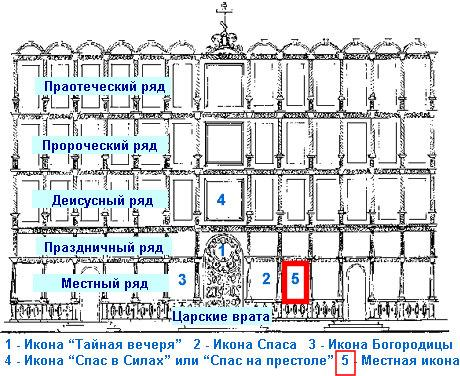 Праотеческий ряд
Пророческий ряд
Деисусный ряд
4
Праздничный ряд
1
Местный ряд
3
2
5
Царские врата
1 - Икона “Тайная вечеря” 2 - Икона Спаса 3 - Икона Богородицы
4 - Икона “Спас в Силах” или “Спас на престоле” 5 - Местная икона